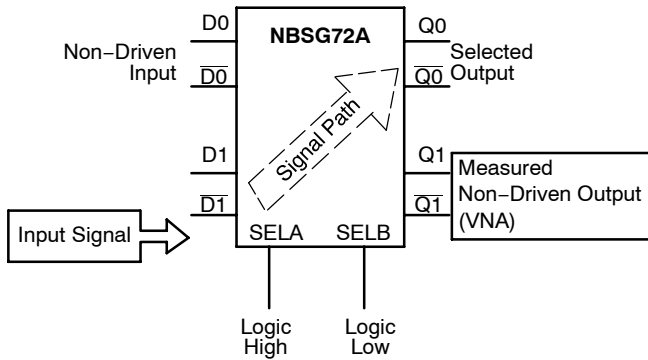 D0
NBSG72A
Q0
Non−Driven
Input
D0
Selected
Output
Q0
Signal Path
D1
Q1
D1
Q1
Measured
Non−Driven Output
(VNA)
Input Signal
SELA
SELB
Logic
High
Logic
Low